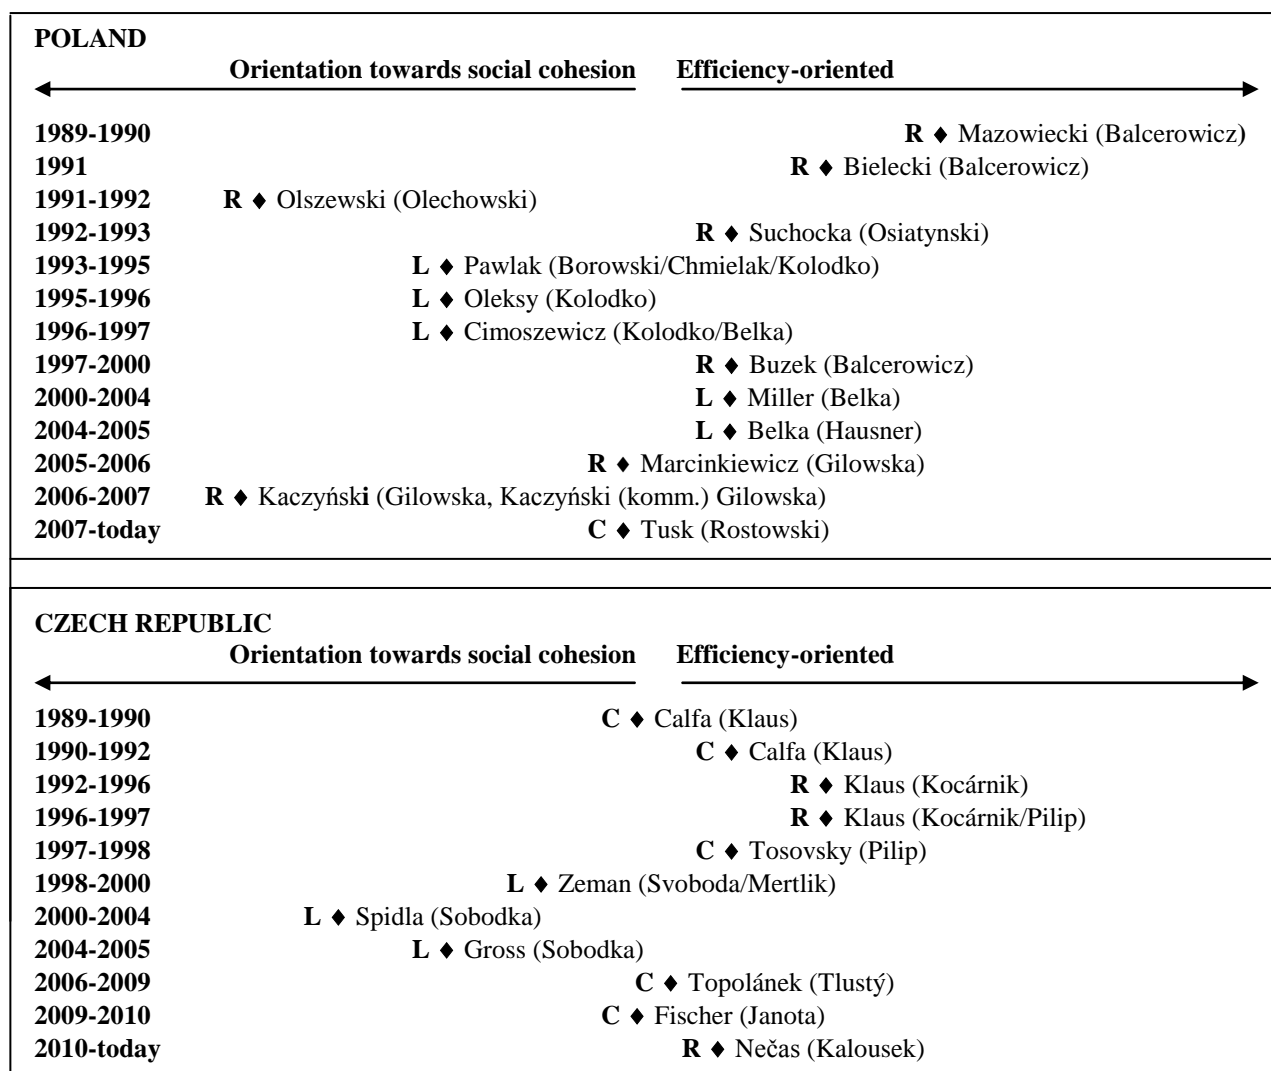 POLAND
Orientation towards social cohesion Efficiency-oriented
1989-1990 R ♦ Mazowiecki (Balcerowicz)
1991 R ♦ Bielecki (Balcerowicz)
1991-1992 R ♦ Olszewski (Olechowski)
1992-1993 R ♦ Suchocka (Osiatynski)
1993-1995 L ♦ Pawlak (Borowski/Chmielak/Kolodko)
1995-1996 L ♦ Oleksy (Kolodko)
1996-1997 L ♦ Cimoszewicz (Kolodko/Belka)
1997-2000 R ♦ Buzek (Balcerowicz)
2000-2004 L ♦ Miller (Belka)
2004-2005 L ♦ Belka (Hausner)
2005-2006 R ♦ Marcinkiewicz (Gilowska)
2006-2007 R ♦ Kaczyński (Gilowska, Kaczyński (komm.) Gilowska)
2007-today C ♦ Tusk (Rostowski)
CZECH REPUBLIC
Orientation towards social cohesion Efficiency-oriented
1989-1990 C ♦ Calfa (Klaus)
1990-1992 C ♦ Calfa (Klaus)
1992-1996 R ♦ Klaus (Kocárnik)
1996-1997 R ♦ Klaus (Kocárnik/Pilip)
1997-1998 C ♦ Tosovsky (Pilip)
1998-2000 L ♦ Zeman (Svoboda/Mertlik)
2000-2004 L ♦ Spidla (Sobodka)
2004-2005 L ♦ Gross (Sobodka)
2006-2009 C ♦ Topolánek (Tlustý)
2009-2010 C ♦ Fischer (Janota)
2010-today R ♦ Nečas (Kalousek)